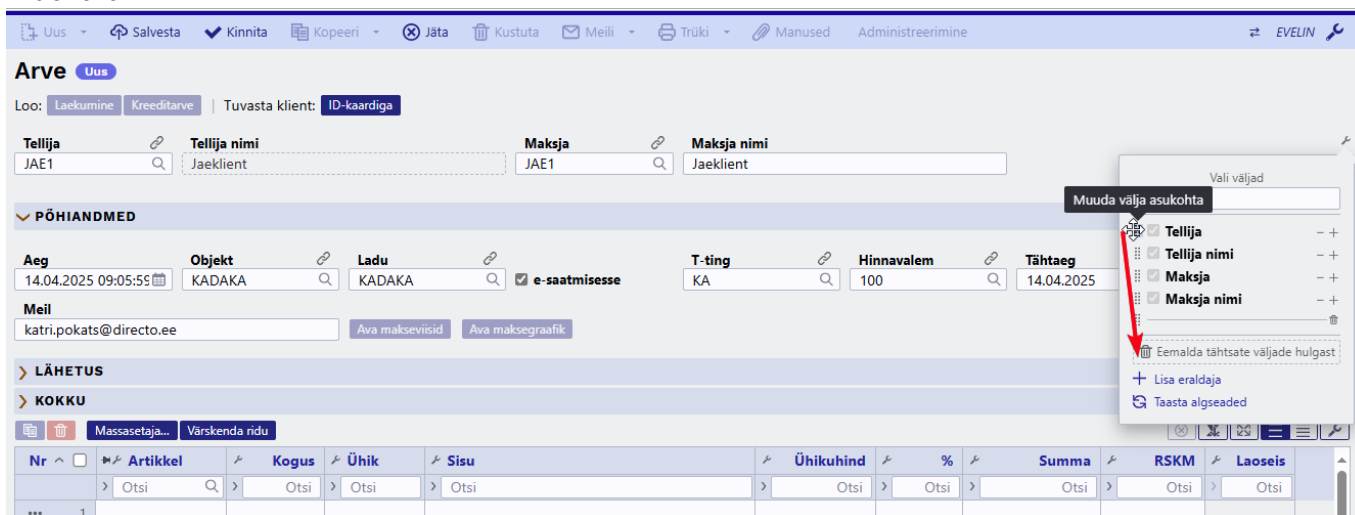 Uus Salvesta Kinnita Kopeeri Jäta Kustuta Meili Trüki Manused Administreerimine EVELIN
Arve Uus
Loo: Laekumine Kreeditarve | Tuvasta klient: ID-kaardiga
Tellija Tellija nimi Maksja Maksja nimi
JAE1 Jaeklient JAE1 Jaeklient
Vali väljad
Muuda välja asukohta
PÕHIANDMED
Tellija − +
Tellija nimi − +
Maksja − +
Maksja nimi − +
Aeg Objekt Ladu T-ting Hinnavalem Tähtaeg
14.04.2025 09:05:59 KADAKA KADAKA e-saatmisesse KA 100 14.04.2025
Meil
katri.pokats@directo.ee Ava makseviisid Ava maksegraafik
Eemalda tähtsate väljade hulgast
+ Lisa eraldaja
Taasta algseaded
LÄHETUS
KOKKU
Massasetaja... Värskenda ridu
Nr Artikkel Kogus Ühik Sisu Ühikuhind % Summa RSKM Laoseis
Otsi Otsi Otsi Otsi Otsi Otsi Otsi Otsi Otsi
... 1